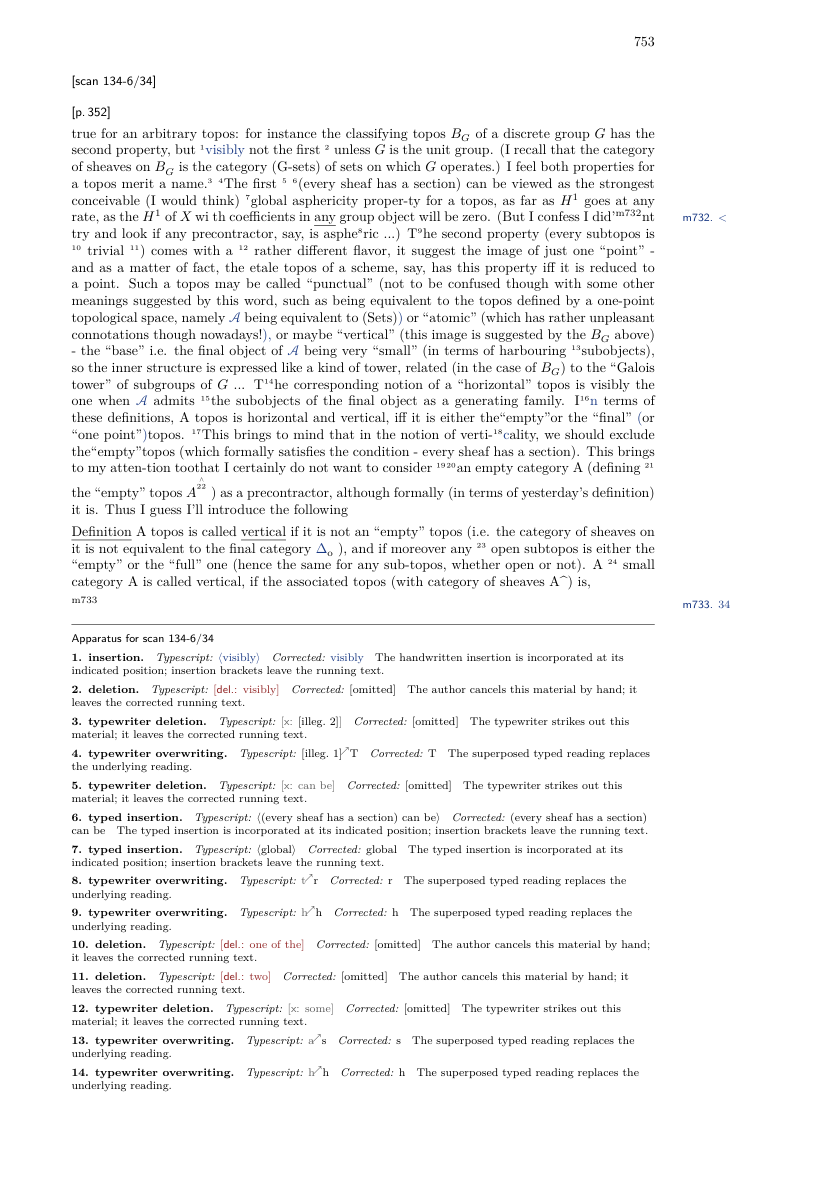 753
[scan 134-6/34]
[p. 352]
true for an arbitrary topos: for instance the classifying topos B_G of a discrete group G has the
second property, but ¹visibly not the first ² unless G is the unit group. (I recall that the category
of sheaves on B_G is the category (G-sets) of sets on which G operates.) I feel both properties for
a topos merit a name.³ ⁴The first ⁵ ⁶(every sheaf has a section) can be viewed as the strongest
conceivable (I would think) ⁷global asphericity proper-ty for a topos, as far as H¹ goes at any
rate, as the H¹ of X wi th coefficients in any group object will be zero. (But I confess I did'ᵐ⁷³²nt
m732. <
try and look if any precontractor, say, is asphe⁸ric ...) T⁹he second property (every subtopos is
¹⁰ trivial ¹¹) comes with a ¹² rather different flavor, it suggest the image of just one “point” -
and as a matter of fact, the etale topos of a scheme, say, has this property iff it is reduced to
a point. Such a topos may be called “punctual” (not to be confused though with some other
meanings suggested by this word, such as being equivalent to the topos defined by a one-point
topological space, namely 𝒜 being equivalent to (Sets)) or “atomic” (which has rather unpleasant
connotations though nowadays!), or maybe “vertical” (this image is suggested by the B_G above)
- the “base” i.e. the final object of 𝒜 being very “small” (in terms of harbouring ¹³subobjects),
so the inner structure is expressed like a kind of tower, related (in the case of B_G) to the “Galois
tower” of subgroups of G ... T¹⁴he corresponding notion of a “horizontal” topos is visibly the
one when 𝒜 admits ¹⁵the subobjects of the final object as a generating family. I¹⁶n terms of
these definitions, A topos is horizontal and vertical, iff it is either the“empty”or the “final” (or
“one point”)topos. ¹⁷This brings to mind that in the notion of verti-¹⁸cality, we should exclude
the“empty”topos (which formally satisfies the condition - every sheaf has a section). This brings
to my atten-tion toothat I certainly do not want to consider ¹⁹²⁰an empty category A (defining ²¹
the “empty” topos A^²² ) as a precontractor, although formally (in terms of yesterday’s definition)
it is. Thus I guess I’ll introduce the following
Definition A topos is called vertical if it is not an “empty” topos (i.e. the category of sheaves on
it is not equivalent to the final category Δₒ ), and if moreover any ²³ open subtopos is either the
“empty” or the “full” one (hence the same for any sub-topos, whether open or not). A ²⁴ small
category A is called vertical, if the associated topos (with category of sheaves A^) is,
m733
m733. 34
Apparatus for scan 134-6/34
1. insertion. Typescript: ⟨visibly⟩ Corrected: visibly The handwritten insertion is incorporated at its
indicated position; insertion brackets leave the running text.
2. deletion. Typescript: [del.: visibly] Corrected: [omitted] The author cancels this material by hand; it
leaves the corrected running text.
3. typewriter deletion. Typescript: [x: [illeg. 2]] Corrected: [omitted] The typewriter strikes out this
material; it leaves the corrected running text.
4. typewriter overwriting. Typescript: [illeg. 1]↗T Corrected: T The superposed typed reading replaces
the underlying reading.
5. typewriter deletion. Typescript: [x: can be] Corrected: [omitted] The typewriter strikes out this
material; it leaves the corrected running text.
6. typed insertion. Typescript: ⟨(every sheaf has a section) can be⟩ Corrected: (every sheaf has a section)
can be The typed insertion is incorporated at its indicated position; insertion brackets leave the running text.
7. typed insertion. Typescript: ⟨global⟩ Corrected: global The typed insertion is incorporated at its
indicated position; insertion brackets leave the running text.
8. typewriter overwriting. Typescript: t↗r Corrected: r The superposed typed reading replaces the
underlying reading.
9. typewriter overwriting. Typescript: b↗h Corrected: h The superposed typed reading replaces the
underlying reading.
10. deletion. Typescript: [del.: one of the] Corrected: [omitted] The author cancels this material by hand;
it leaves the corrected running text.
11. deletion. Typescript: [del.: two] Corrected: [omitted] The author cancels this material by hand; it
leaves the corrected running text.
12. typewriter deletion. Typescript: [x: some] Corrected: [omitted] The typewriter strikes out this
material; it leaves the corrected running text.
13. typewriter overwriting. Typescript: a↗s Corrected: s The superposed typed reading replaces the
underlying reading.
14. typewriter overwriting. Typescript: b↗h Corrected: h The superposed typed reading replaces the
underlying reading.